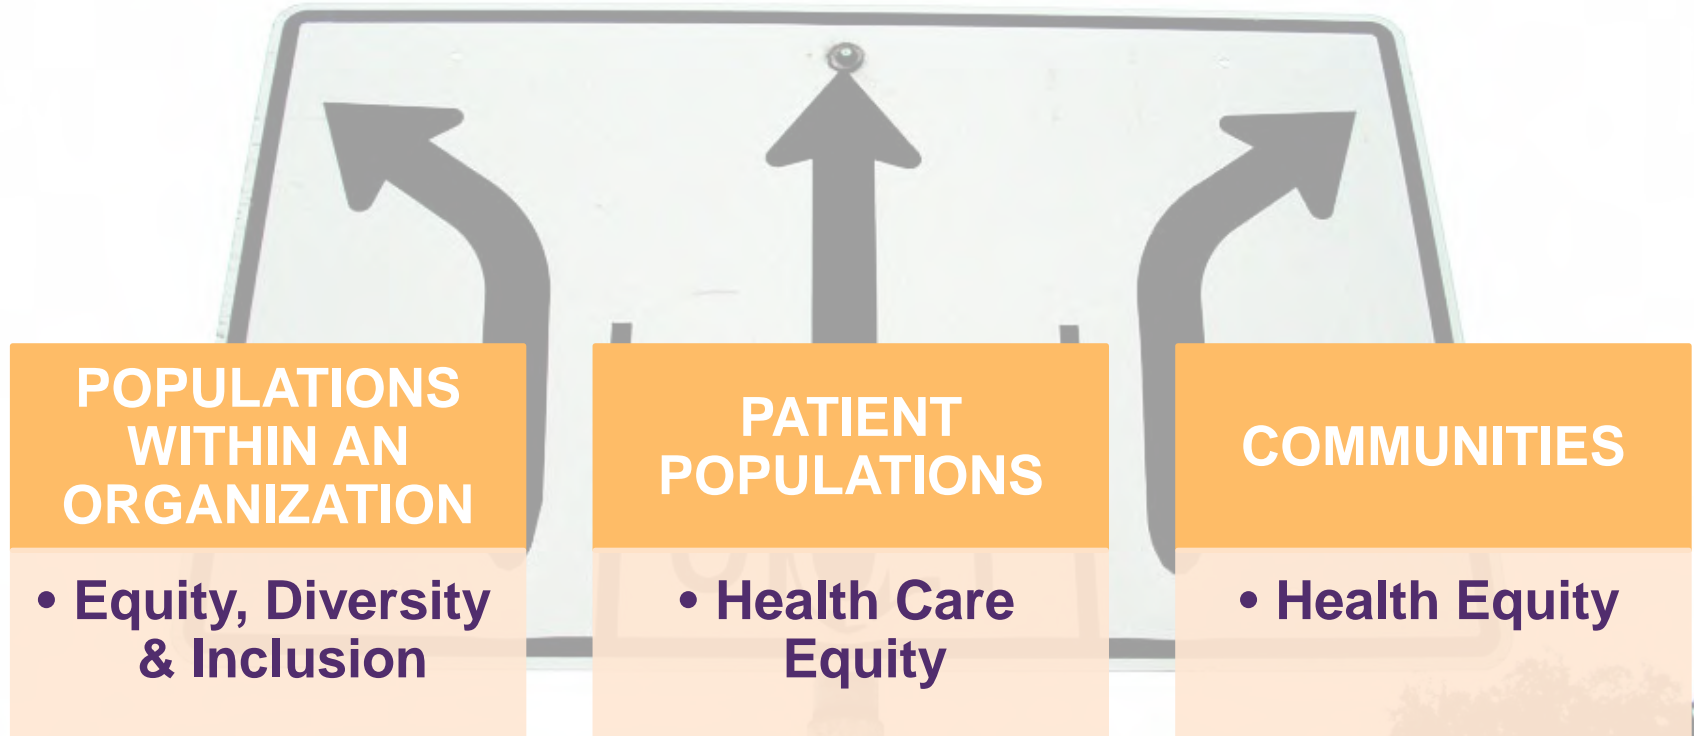 POPULATIONS
WITHIN AN
ORGANIZATION
• Equity, Diversity
& Inclusion
PATIENT
POPULATIONS
• Health Care
Equity
COMMUNITIES
• Health Equity